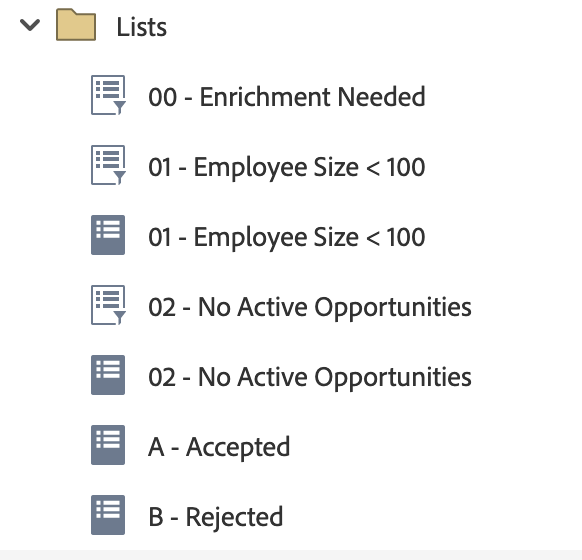 Lists
00 - Enrichment Needed
01 - Employee Size < 100
01 - Employee Size < 100
02 - No Active Opportunities
02 - No Active Opportunities
A - Accepted
B - Rejected